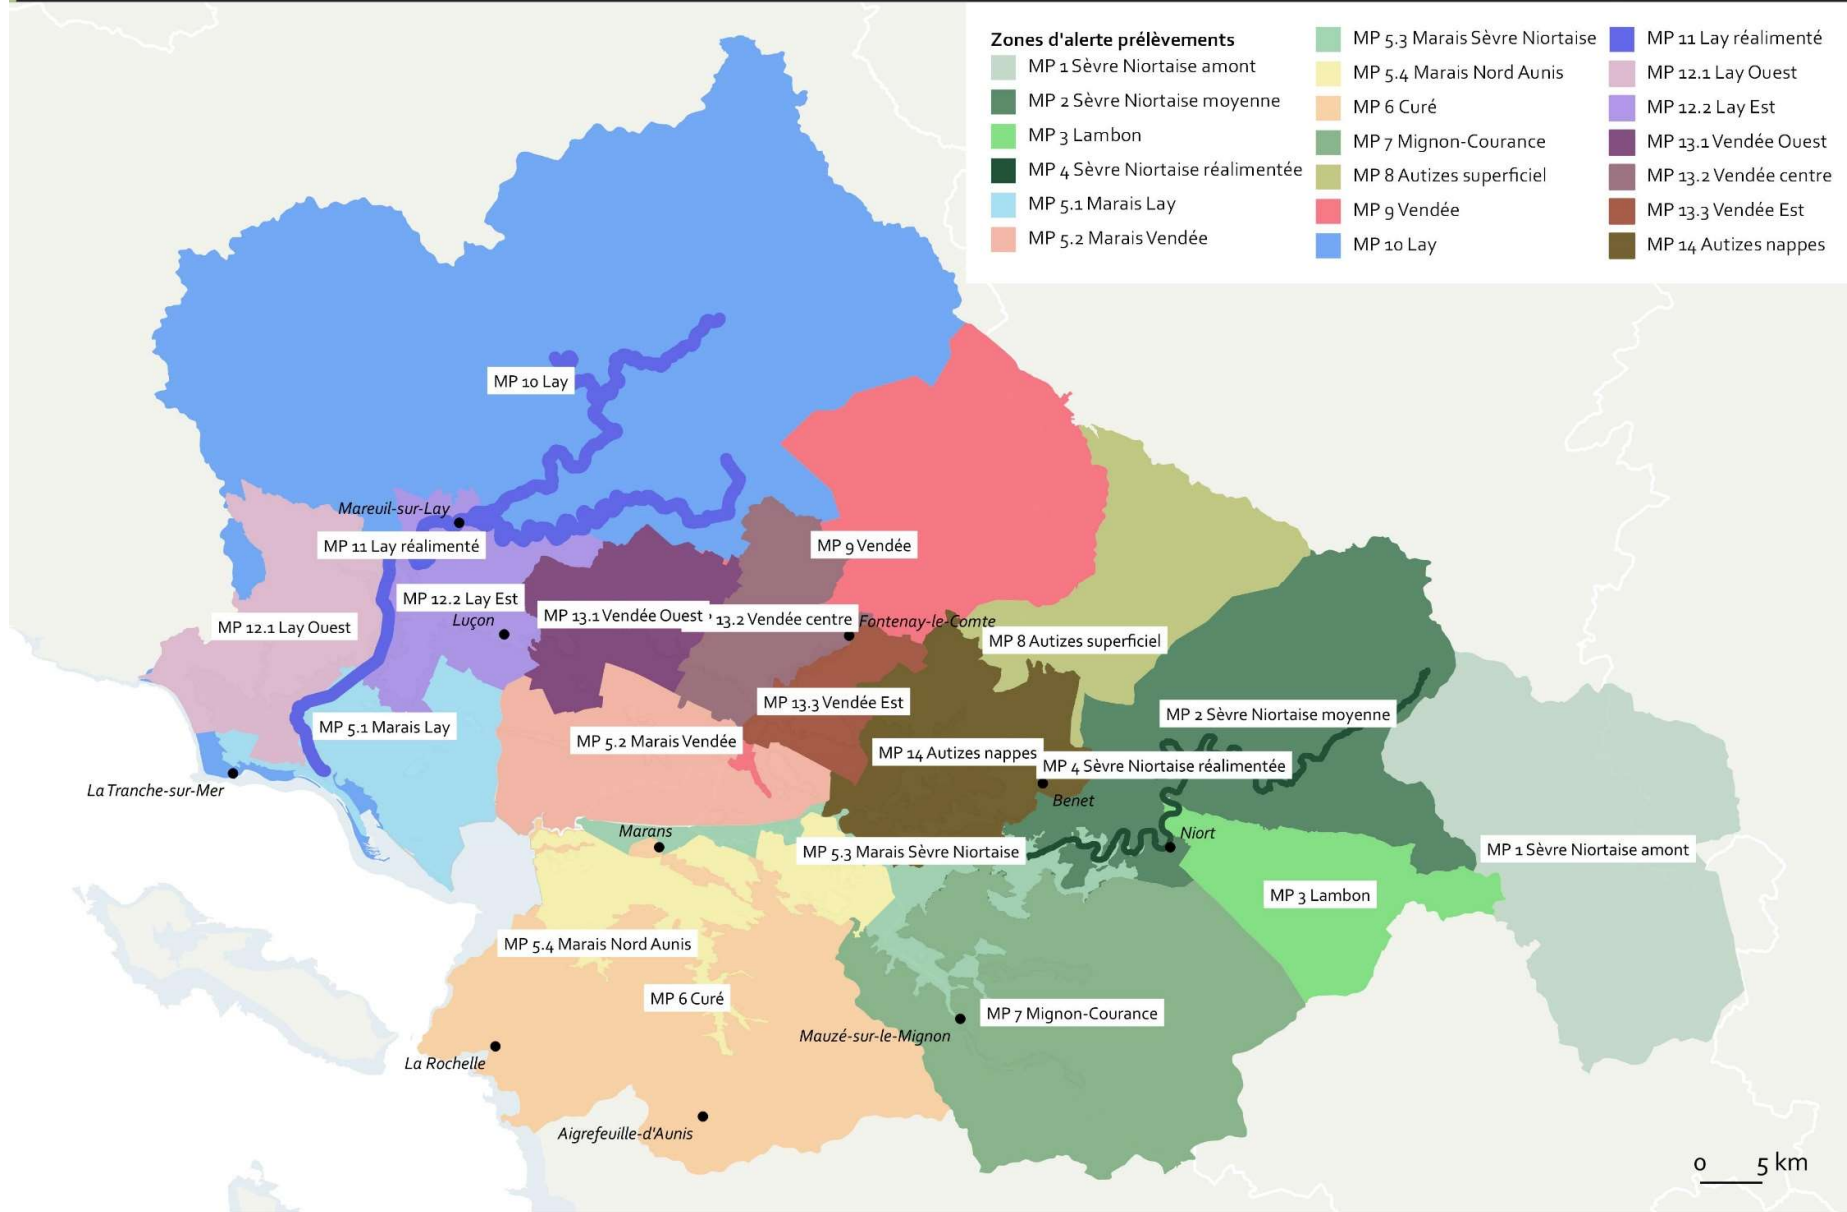 Zones d'alerte prélèvements
MP 1 Sèvre Niortaise amont
MP 2 Sèvre Niortaise moyenne
MP 3 Lambon
MP 4 Sèvre Niortaise réalimentée
MP 5.1 Marais Lay
MP 5.2 Marais Vendée
MP 5.3 Marais Sèvre Niortaise
MP 5.4 Marais Nord Aunis
MP 6 Curé
MP 7 Mignon-Courance
MP 8 Autizes superficiel
MP 9 Vendée
MP 10 Lay
MP 11 Lay réalimenté
MP 12.1 Lay Ouest
MP 12.2 Lay Est
MP 13.1 Vendée Ouest
MP 13.2 Vendée centre
MP 13.3 Vendée Est
MP 14 Autizes nappes
MP 10 Lay
Mareuil-sur-Lay
MP 11 Lay réalimenté
MP 9 Vendée
MP 12.2 Lay Est
Luçon
MP 12.1 Lay Ouest
MP 13.1 Vendée Ouest
13.2 Vendée centre
Fontenay-le-Comte
MP 8 Autizes superficiel
MP 13.3 Vendée Est
MP 2 Sèvre Niortaise moyenne
MP 5.1 Marais Lay
MP 5.2 Marais Vendée
MP 14 Autizes nappes
MP 4 Sèvre Niortaise réalimentée
La Tranche-sur-Mer
Benet
Marans
Niort
MP 5.3 Marais Sèvre Niortaise
MP 1 Sèvre Niortaise amont
MP 3 Lambon
MP 5.4 Marais Nord Aunis
MP 6 Curé
MP 7 Mignon-Courance
Mauzé-sur-le-Mignon
La Rochelle
Aigrefeuille-d'Aunis
0 5 km